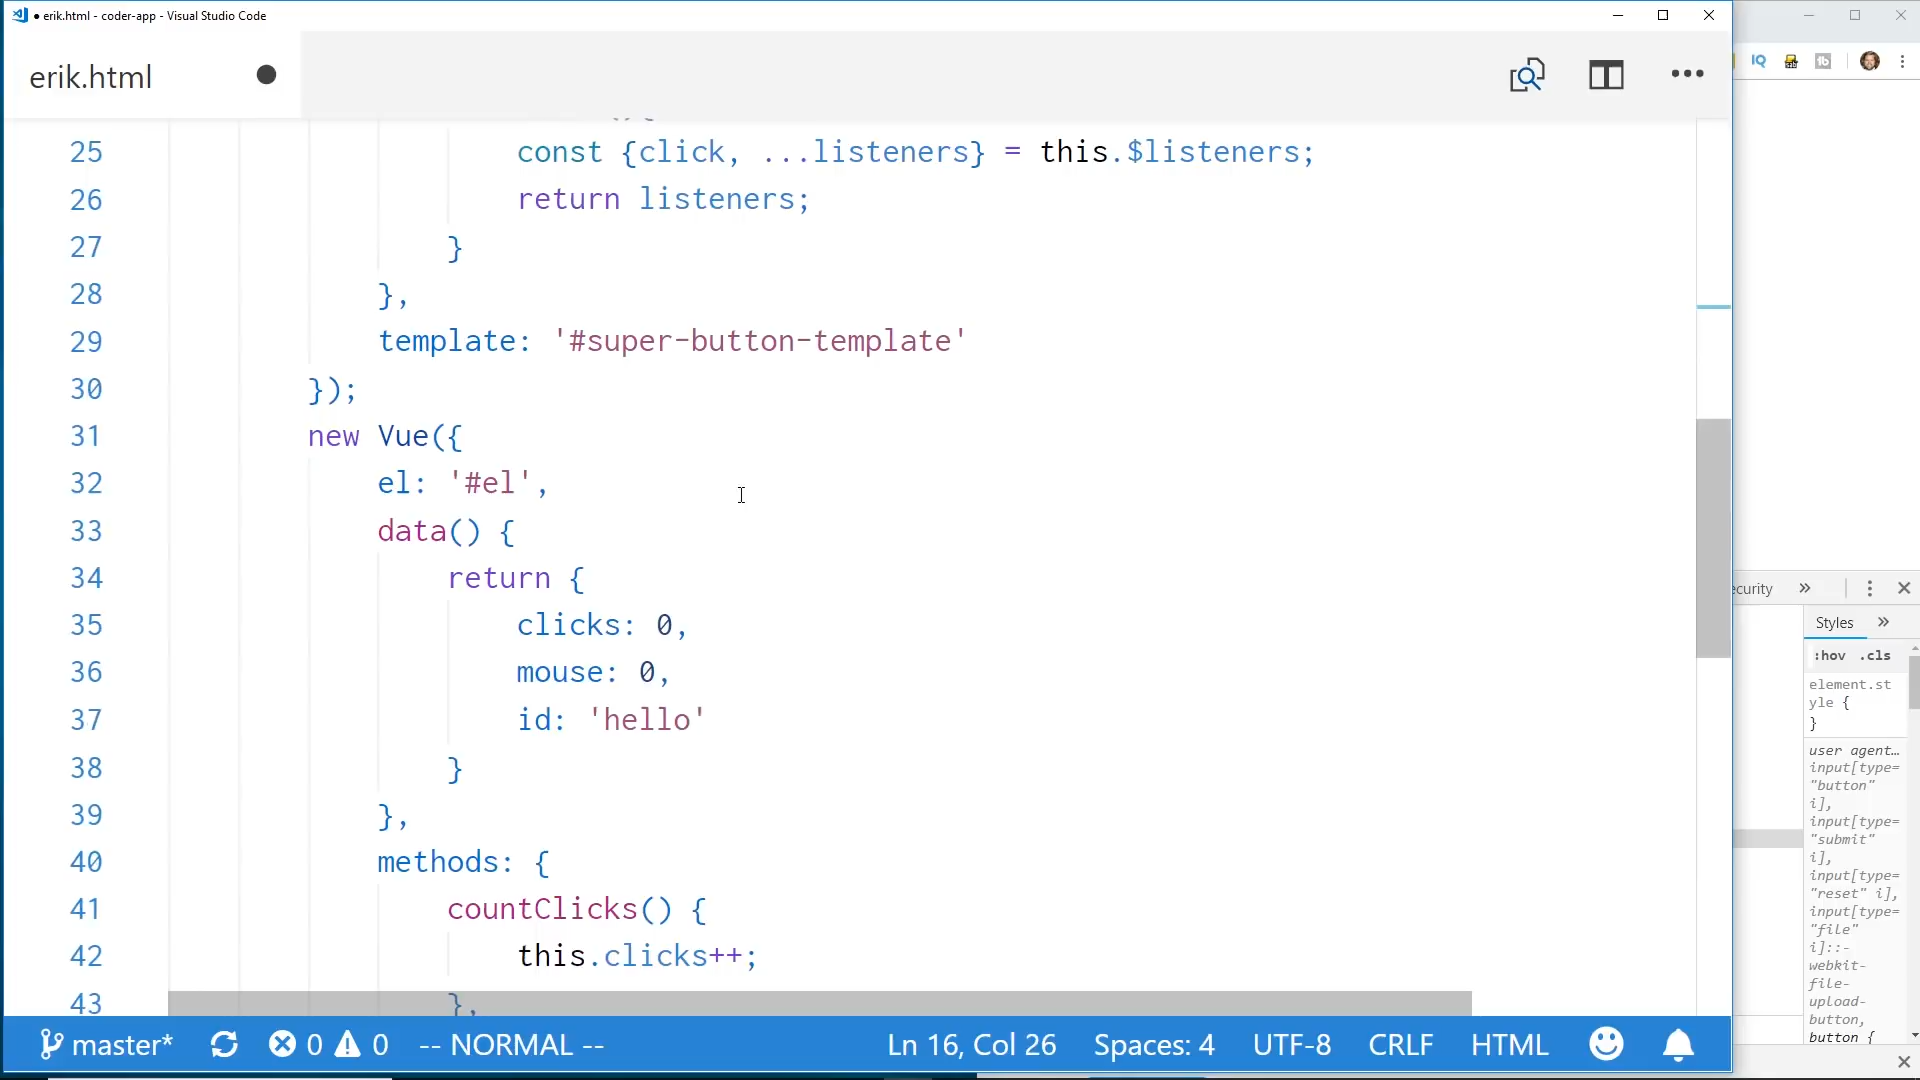 ● erik.html - coder-app - Visual Studio Code
erik.html
25 const {click, ...listeners} = this.$listeners;
26 return listeners;
27 }
28 },
29 template: '#super-button-template'
30 });
31 new Vue({
32 el: '#el',
33 data() {
34 return {
35 clicks: 0,
36 mouse: 0,
37 id: 'hello'
38 }
39 },
40 methods: {
41 countClicks() {
42 this.clicks++;
43 },
master* 0 0 -- NORMAL -- Ln 16, Col 26 Spaces: 4 UTF-8 CRLF HTML
IQ
ecurity
Styles
:hov .cls
element.st
yle {
}
user agent…
input[type=
"button"
i],
input[type=
"submit"
i],
input[type=
"reset" i],
input[type=
"file"
i]::-
webkit-
file-
upload-
button,
button {